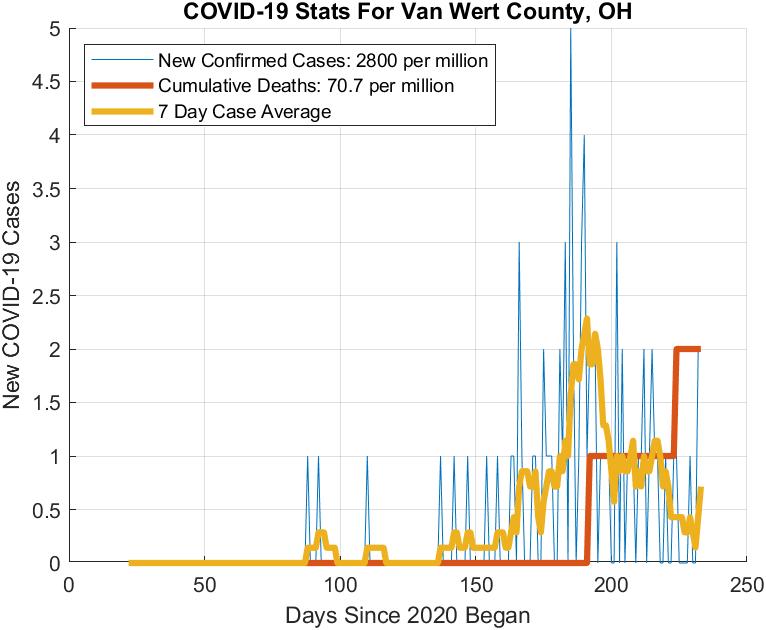 COVID-19 Stats For Van Wert County, OH
New Confirmed Cases: 2800 per million
Cumulative Deaths: 70.7 per million
7 Day Case Average
New COVID-19 Cases
5
4.5
4
3.5
3
2.5
2
1.5
1
0.5
0
0 50 100 150 200 250
Days Since 2020 Began